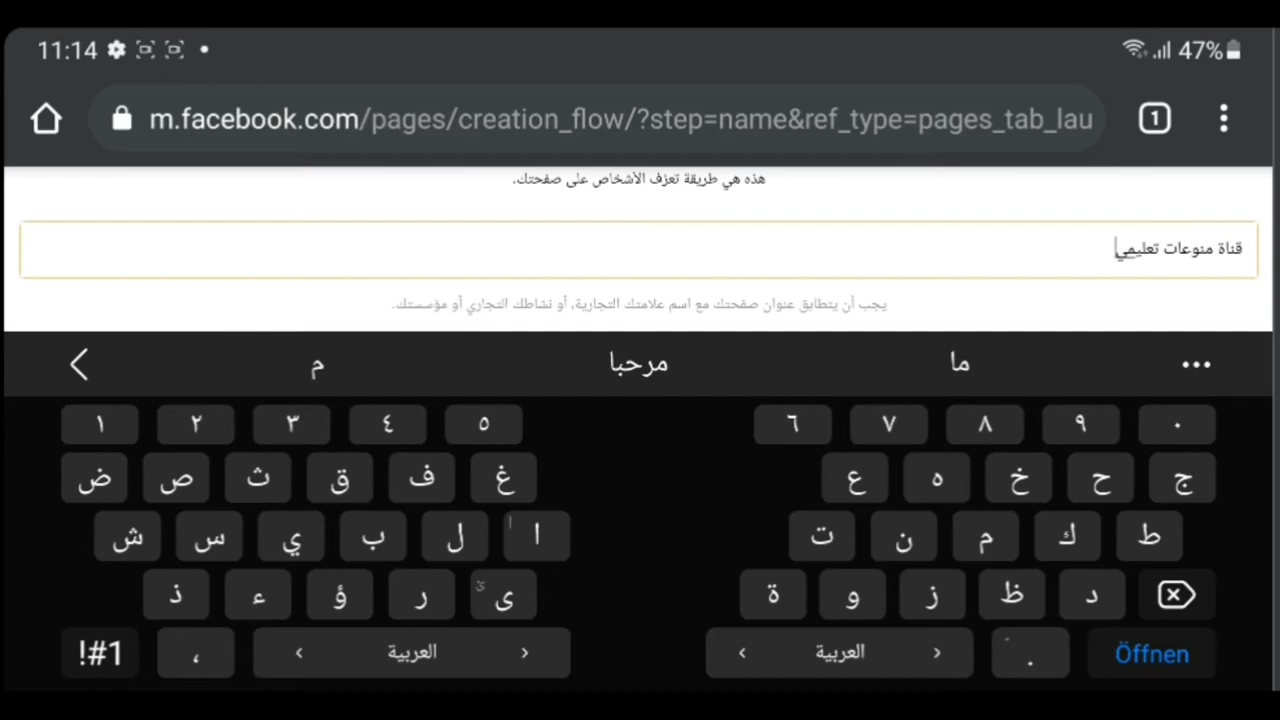 11:14
47%
m.facebook.com/pages/creation_flow/?step=name&ref_type=pages_tab_lau
1
هذه هي طريقة تعرّف الأشخاص على صفحتك.
قناة منوعات تعليمي
يجب أن يتطابق عنوان صفحتك مع اسم علامتك التجارية، أو نشاطك التجاري أو مؤسستك.
م مرحبا ما
١ ٢ ٣ ٤ ٥ ٦ ٧ ٨ ٩ ٠
ض ص ث ق ف غ ع ه خ ح ج
ش س ي ب ل ا ت ن م ك ط
ذ ء ؤ ر ى ة و ز ظ د
!#1 ، العربية العربية . Öffnen